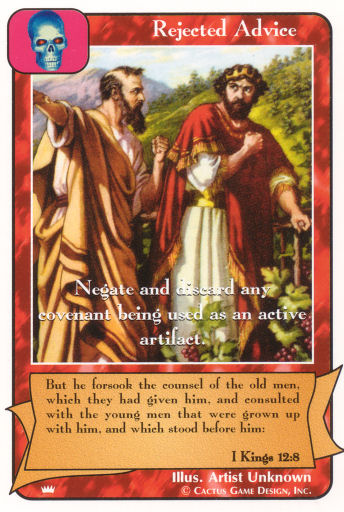 Rejected Advice
Negate and discard any
covenant being used as an active
artifact.
But he forsook the counsel of the old men,
which they had given him, and consulted
with the young men that were grown up
with him, and which stood before him:
I Kings 12:8
Illus. Artist Unknown
© Cactus Game Design, Inc.